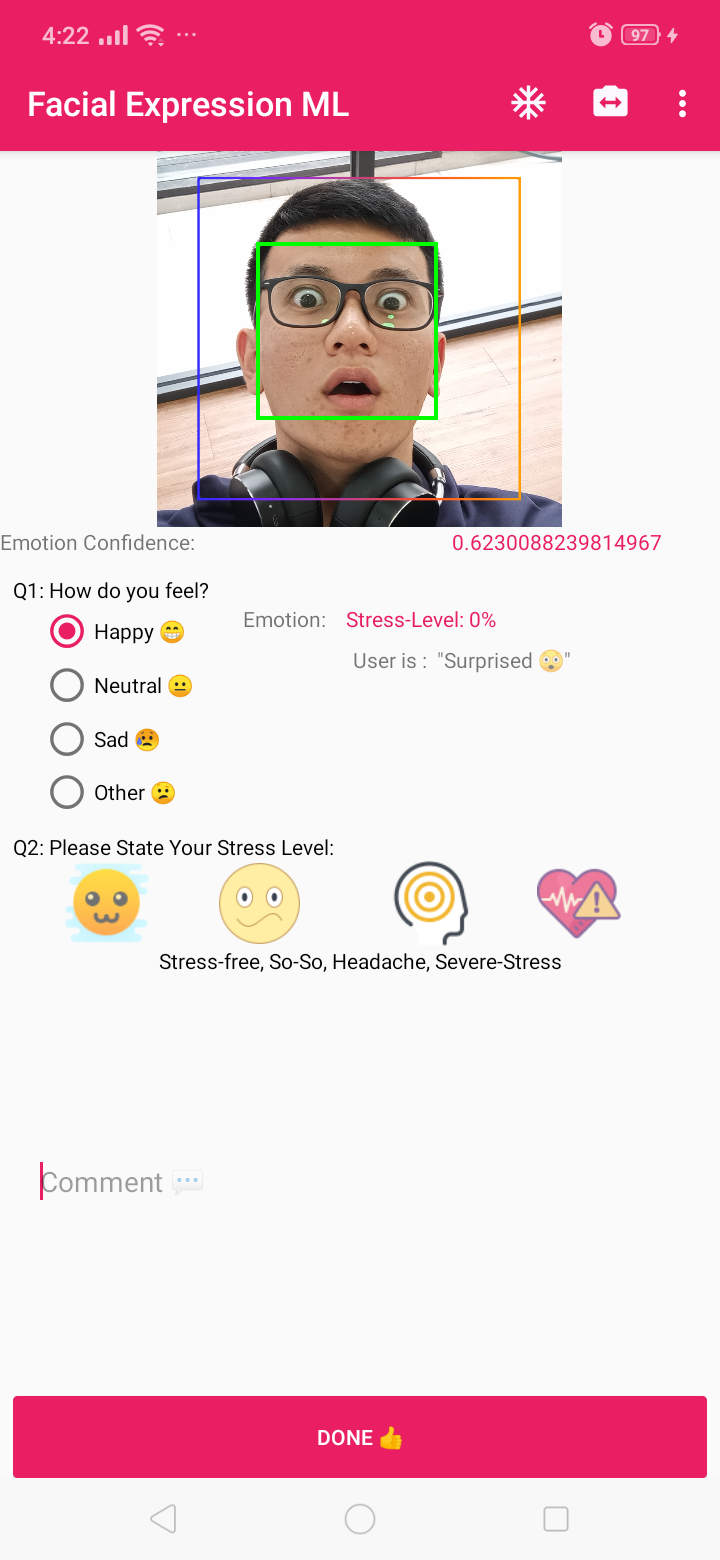 4:22 97
Facial Expression ML
Emotion Confidence: 0.6230088239814967
Q1: How do you feel?
Happy 😁 Emotion: Stress-Level: 0%
User is : "Surprised 😳"
Neutral 😐
Sad 😥
Other 😕
Q2: Please State Your Stress Level:
Stress-free, So-So, Headache, Severe-Stress
Comment 💬
DONE 👍